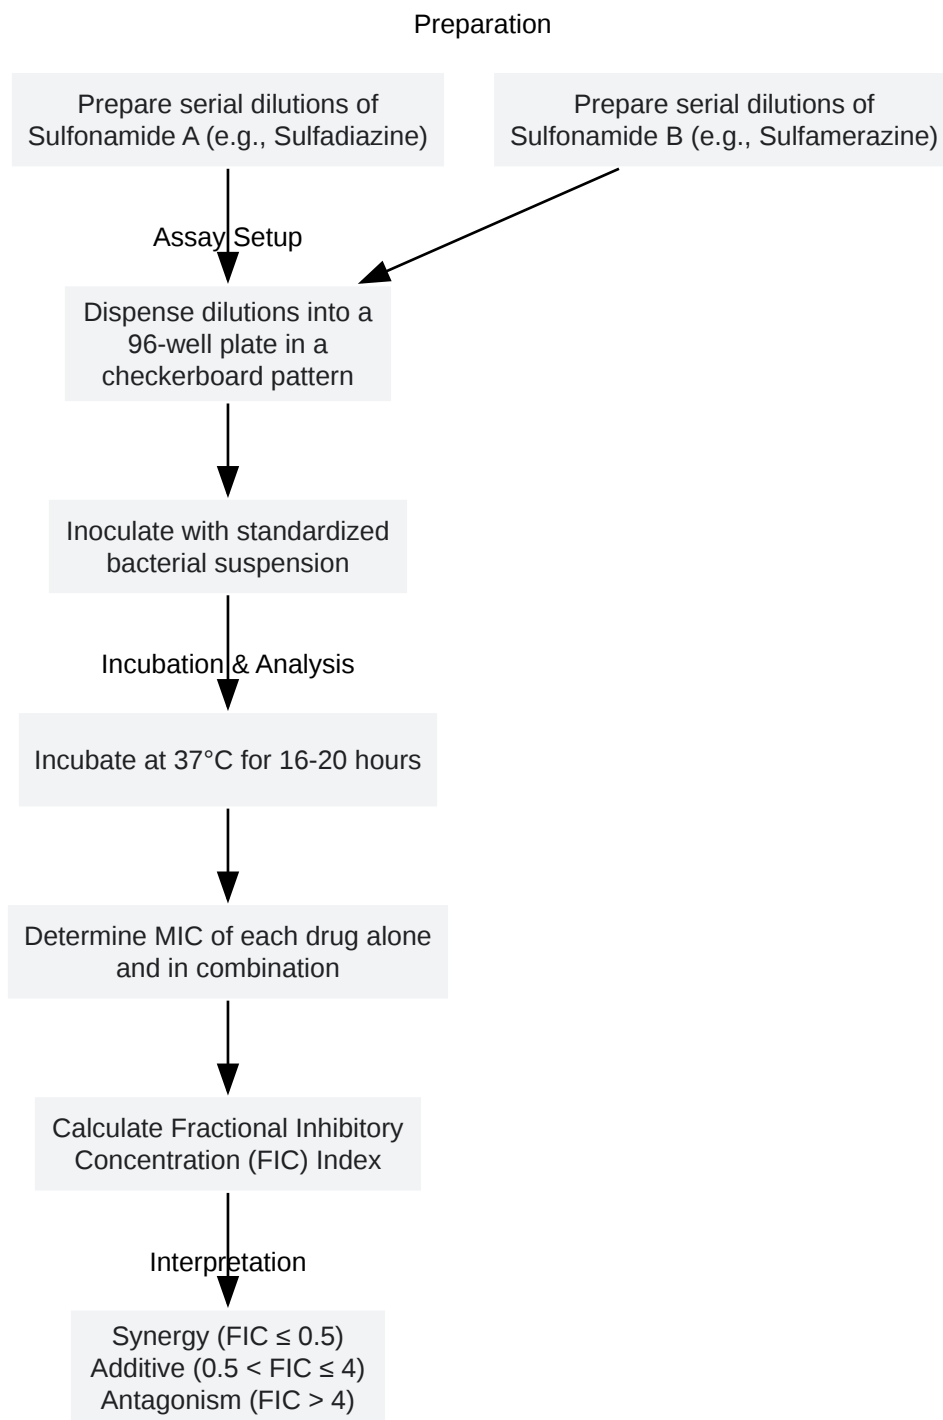 Preparation
Prepare serial dilutions of
Sulfonamide A (e.g., Sulfadiazine)
Prepare serial dilutions of
Sulfonamide B (e.g., Sulfamerazine)
Assay Setup
Dispense dilutions into a
96-well plate in a
checkerboard pattern
Inoculate with standardized
bacterial suspension
Incubation & Analysis
Incubate at 37°C for 16-20 hours
Determine MIC of each drug alone
and in combination
Calculate Fractional Inhibitory
Concentration (FIC) Index
Interpretation
Synergy (FIC ≤ 0.5)
Additive (0.5 < FIC ≤ 4)
Antagonism (FIC > 4)